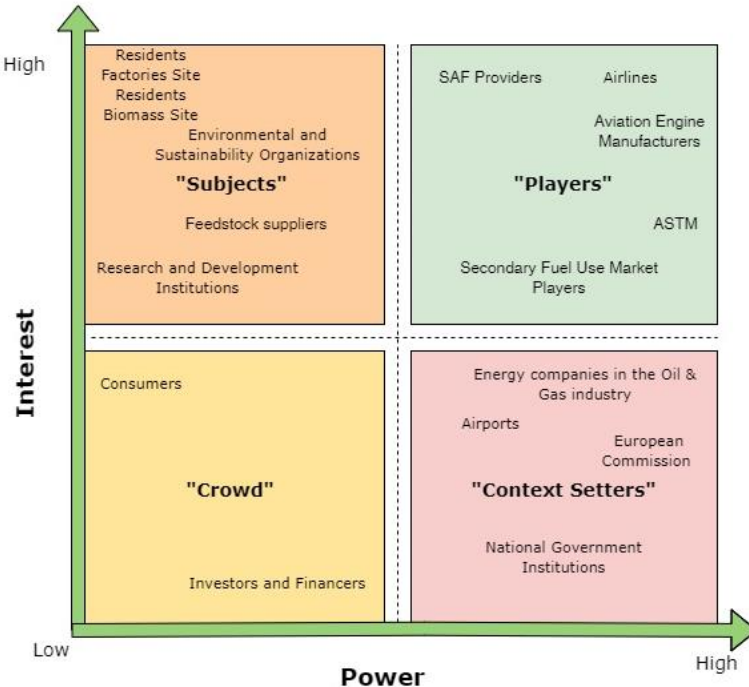 High
Residents
Factories Site
Residents
Biomass Site
Environmental and
Sustainability Organizations
"Subjects"
Feedstock suppliers
Research and Development
Institutions
SAF Providers
Airlines
Aviation Engine
Manufacturers
"Players"
ASTM
Secondary Fuel Use Market
Players
Interest
Consumers
"Crowd"
Investors and Financers
Energy companies in the Oil &
Gas industry
Airports
European
Commission
"Context Setters"
National Government
Institutions
Low
Power
High